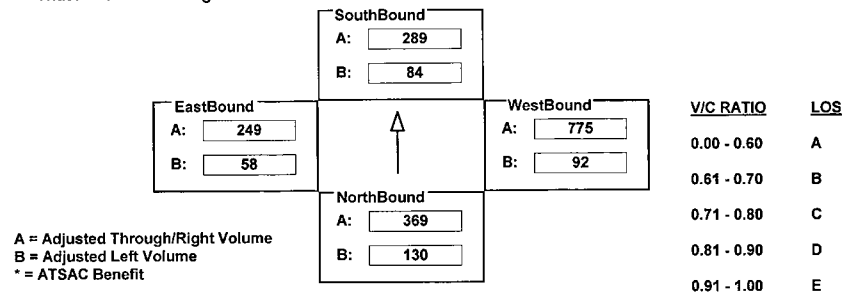 SouthBound
A: 289
B: 84
EastBound
A: 249
B: 58
WestBound
A: 775
B: 92
NorthBound
A: 369
B: 130
A = Adjusted Through/Right Volume
B = Adjusted Left Volume
* = ATSAC Benefit
V/C RATIO LOS
0.00 - 0.60 A
0.61 - 0.70 B
0.71 - 0.80 C
0.81 - 0.90 D
0.91 - 1.00 E